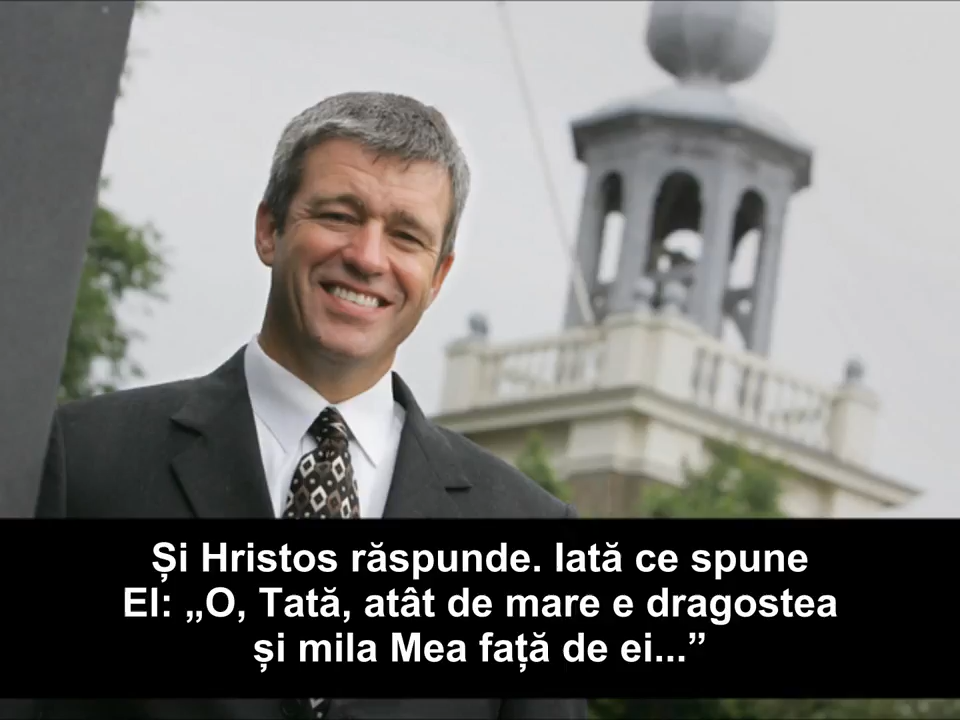 Și Hristos răspunde. Iată ce spune
El: „O, Tată, atât de mare e dragostea
și mila Mea față de ei...”